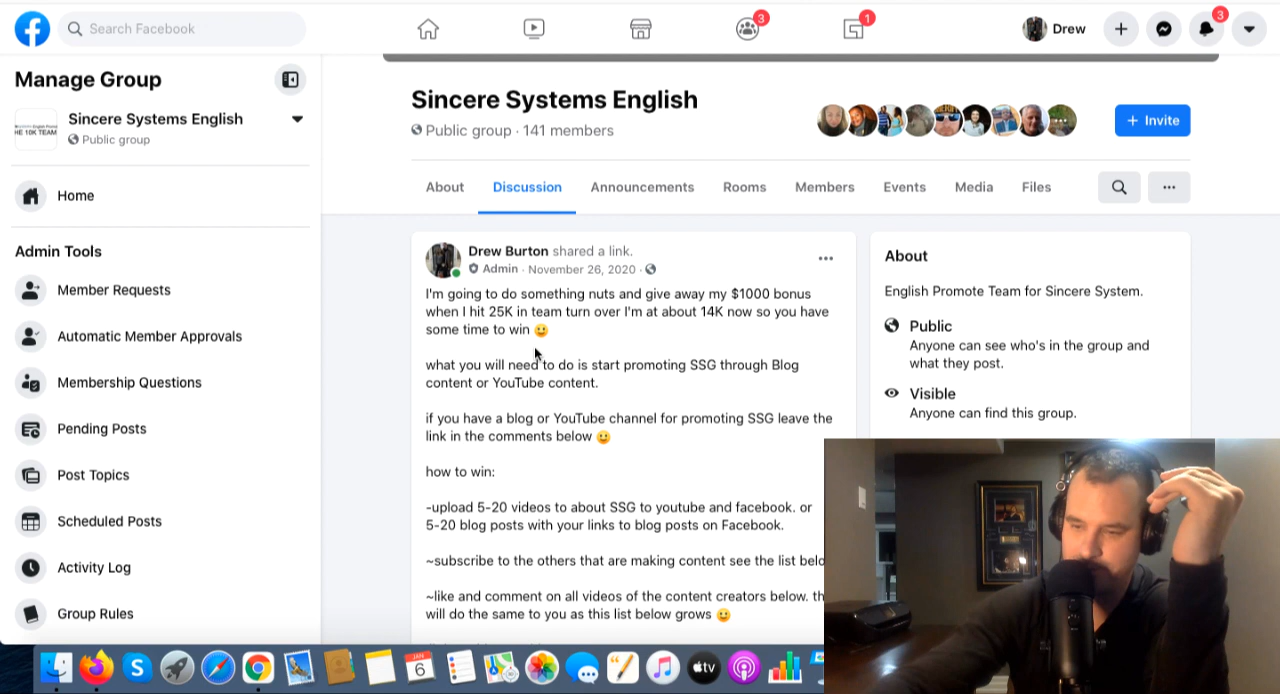 Search Facebook
3
1
Drew
3
Manage Group
Sincere Systems English
Public group
Home
Admin Tools
Member Requests
Automatic Member Approvals
Membership Questions
Pending Posts
Post Topics
Scheduled Posts
Activity Log
Group Rules
Sincere Systems English
Public group · 141 members
+ Invite
About
Discussion
Announcements
Rooms
Members
Events
Media
Files
Drew Burton shared a link.
Admin · November 26, 2020 ·
I'm going to do something nuts and give away my $1000 bonus
when I hit 25K in team turn over I'm at about 14K now so you have
some time to win 😃
what you will need to do is start promoting SSG through Blog
content or YouTube content.
if you have a blog or YouTube channel for promoting SSG leave the
link in the comments below 😃
how to win:
-upload 5-20 videos to about SSG to youtube and facebook. or
5-20 blog posts with your links to blog posts on Facebook.
~subscribe to the others that are making content see the list belo
~like and comment on all videos of the content creators below. th
will do the same to you as this list below grows 😃
About
English Promote Team for Sincere System.
Public
Anyone can see who's in the group and
what they post.
Visible
Anyone can find this group.
JAN
6
tv